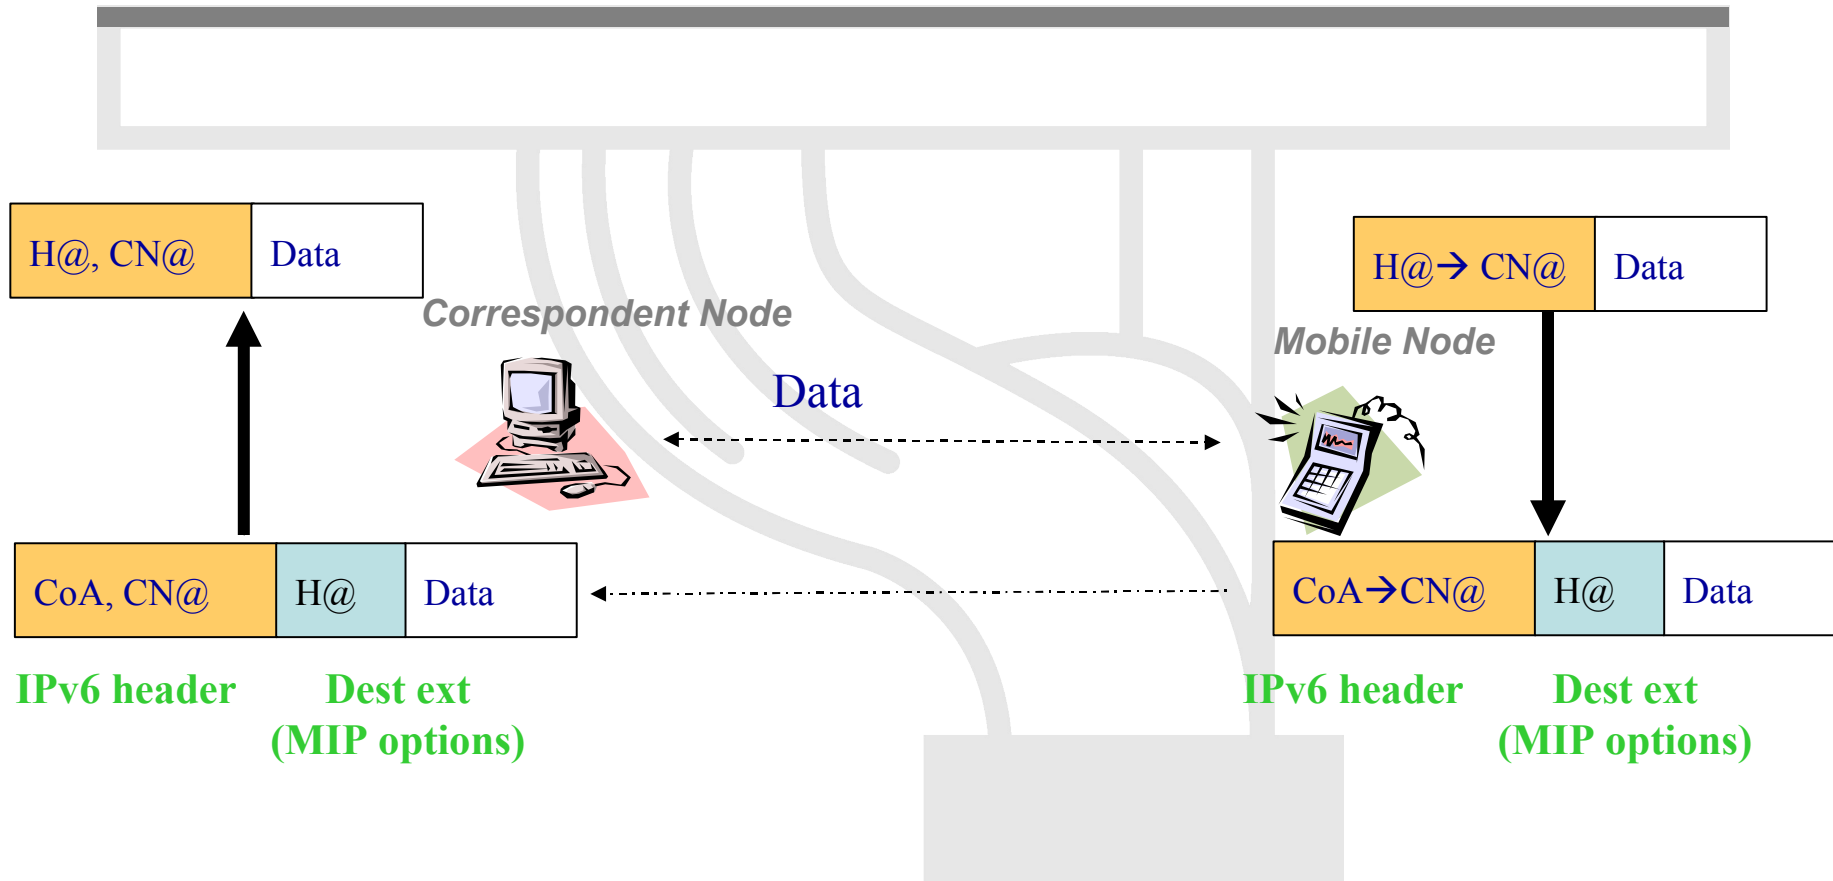 H@, CN@ Data
H@→ CN@ Data
Correspondent Node
Mobile Node
Data
CoA, CN@ H@ Data
CoA→CN@ H@ Data
IPv6 header Dest ext
(MIP options)
IPv6 header Dest ext
(MIP options)